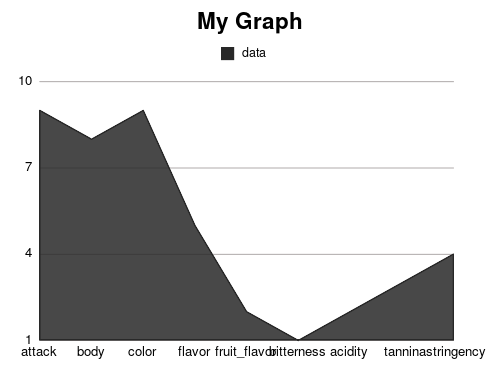 My Graph
data
10
7
4
1
attack body color flavor fruit_flavor bitterness acidity tannin astringency